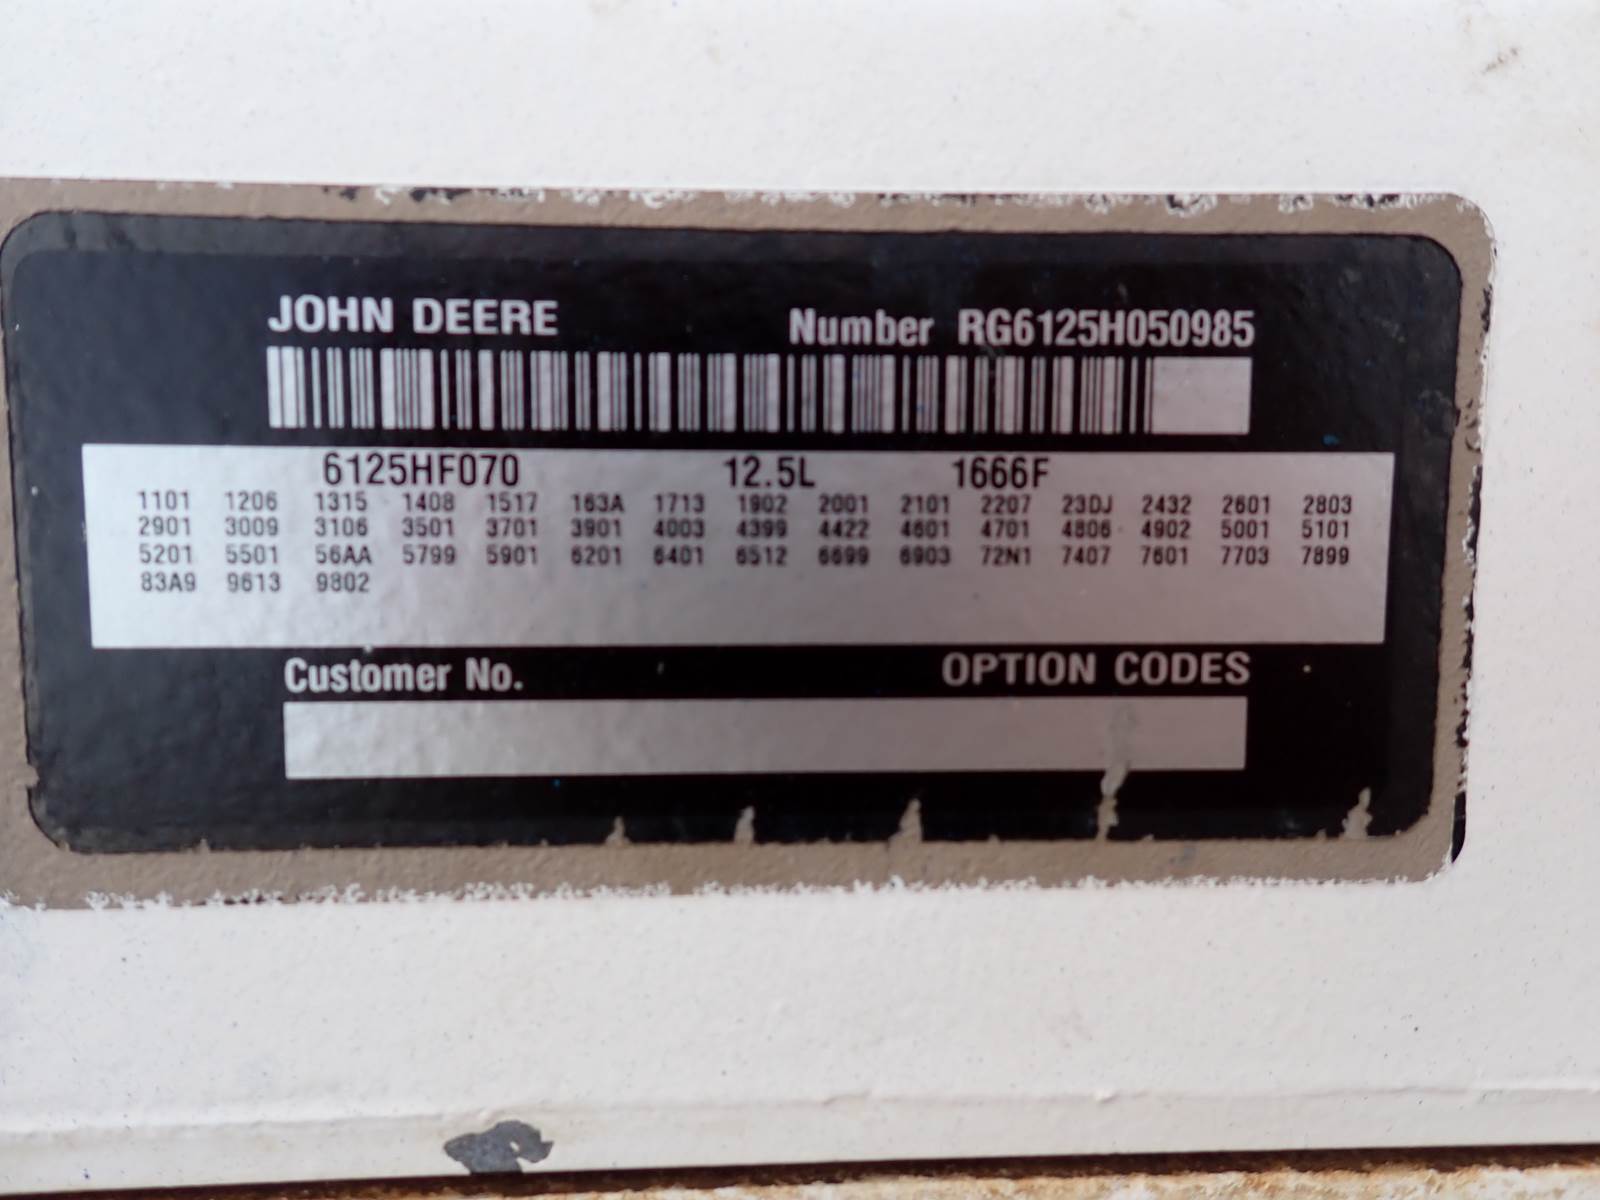 JOHN DEERE Number RG6125H050985
6125HF070 12.5L 1666F
1101 1206 1315 1408 1517 163A 1713 1902 2001 2101 2207 23DJ 2432 2601 2803
2901 3009 3106 3501 3701 3901 4003 4399 4422 4601 4701 4806 4902 5001 5101
5201 5501 56AA 5799 5901 6201 6401 6512 6699 6903 72N1 7407 7601 7703 7899
83A9 9613 9802
Customer No. OPTION CODES